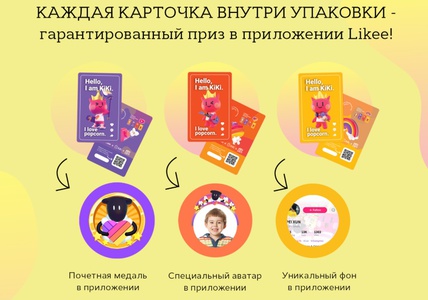 КАЖДАЯ КАРТОЧКА ВНУТРИ УПАКОВКИ -
гарантированный приз в приложении Likee!
Hello,
I am KiKi.
I love
popcorn.
Hello,
I am KiKi.
I love
popcorn.
Hello,
I am KiKi.
I love
popcorn.
Почетная медаль
в приложении
Специальный аватар
в приложении
Уникальный фон
в приложении